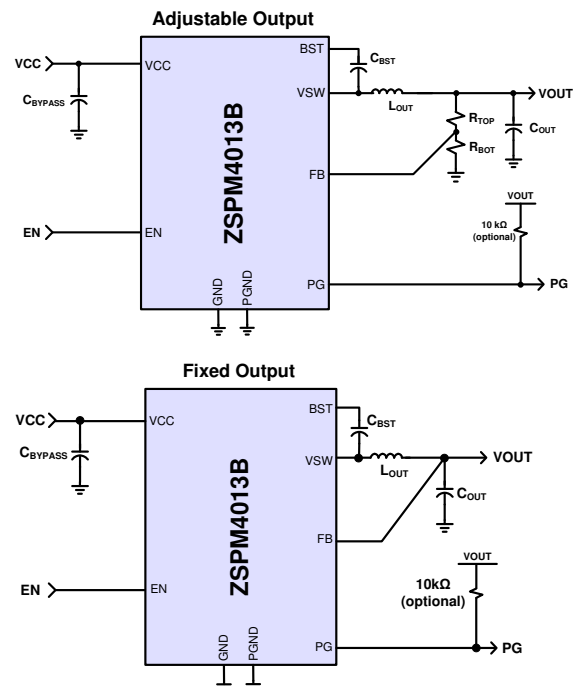 Adjustable Output
BST
CBST
VCC
VCC
VSW
VOUT
LOUT
CBYPASS
RTOP
COUT
RBOT
ZSPM4013B
FB
VOUT
10 kΩ
(optional)
EN
EN
GND
PGND
PG
PG
Fixed Output
BST
CBST
VCC
VCC
VSW
VOUT
LOUT
CBYPASS
COUT
ZSPM4013B
FB
VOUT
10kΩ
(optional)
EN
EN
GND
PGND
PG
PG